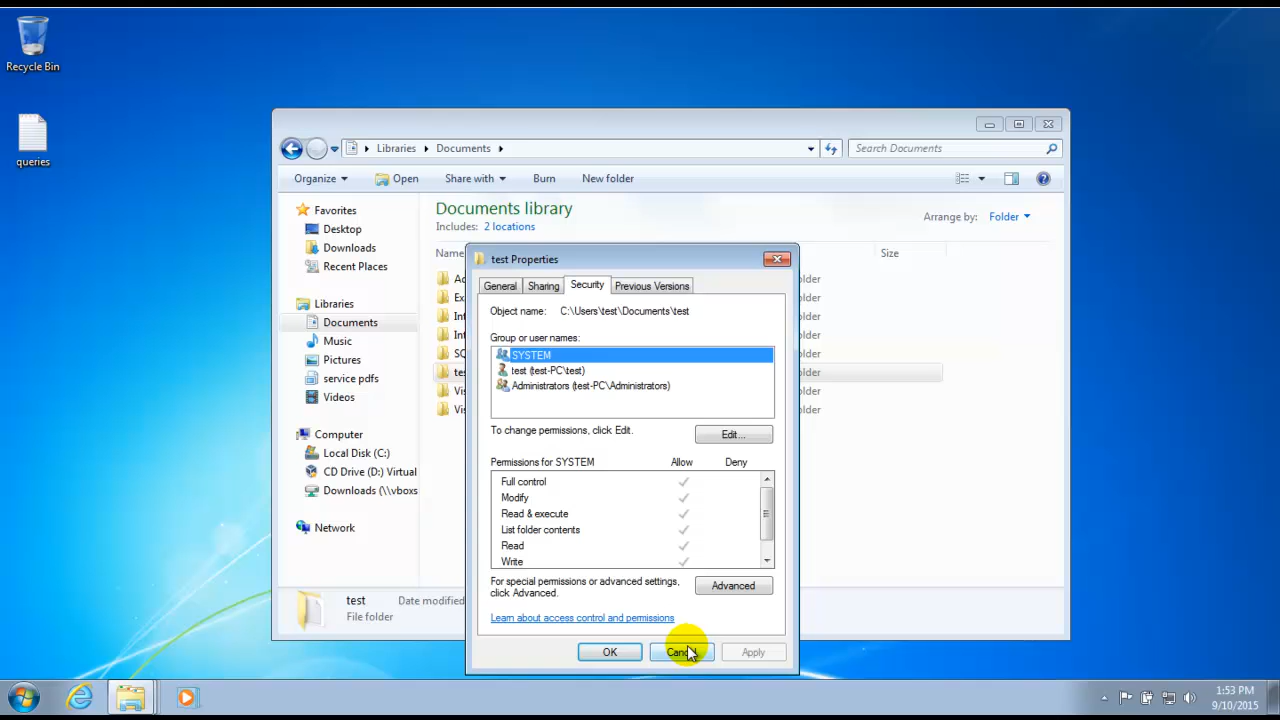 Recycle Bin
queries
Libraries
Documents
Search Documents
Organize
Open
Share with
Burn
New folder
Favorites
Desktop
Downloads
Recent Places
Libraries
Documents
Music
Pictures
service pdfs
Videos
Computer
Local Disk (C:)
CD Drive (D:) Virtual
Downloads (\\vboxs
Network
Documents library
Includes: 2 locations
Arrange by: Folder
Name
Size
test Properties
General
Sharing
Security
Previous Versions
Object name: C:\Users\test\Documents\test
Group or user names:
SYSTEM
test (test-PC\test)
Administrators (test-PC\Administrators)
To change permissions, click Edit.
Edit...
Permissions for SYSTEM Allow Deny
Full control
Modify
Read & execute
List folder contents
Read
Write
For special permissions or advanced settings,
click Advanced.
Advanced
Learn about access control and permissions
OK
Cancel
Apply
test Date modified
File folder
1:53 PM
9/10/2015